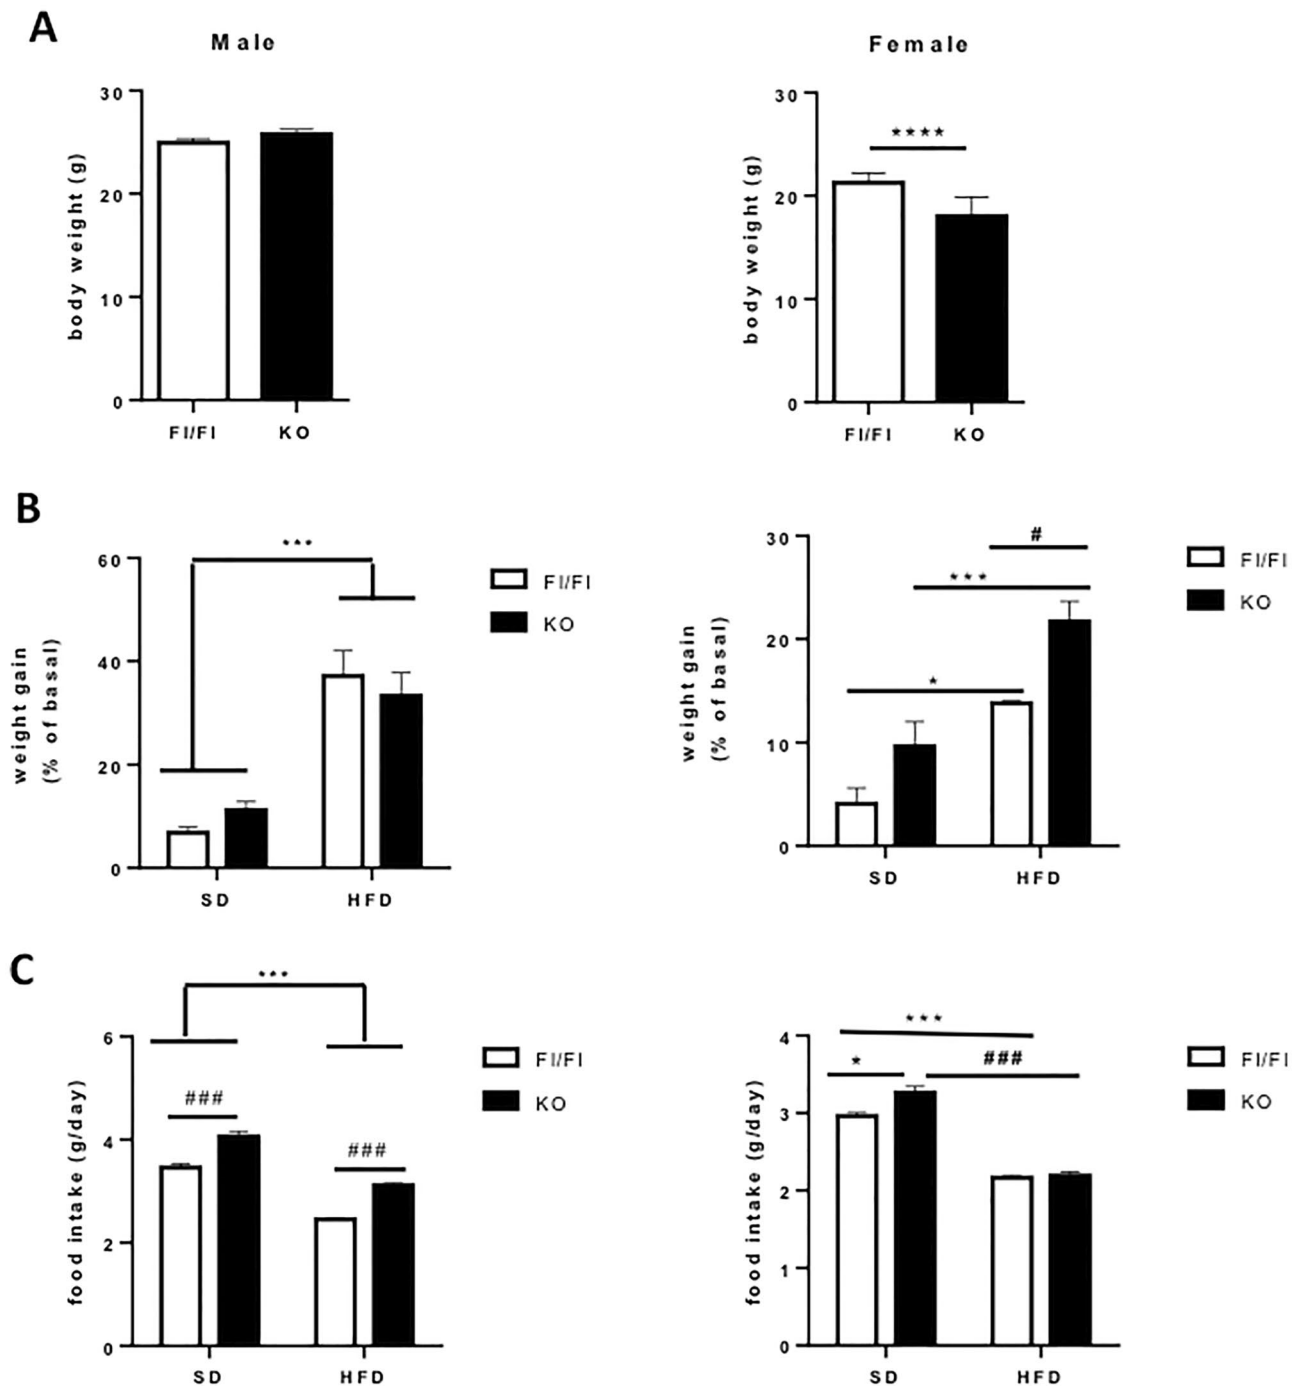 A
Male
Female
30
20
10
0
body weight (g)
Fl/Fl
KO
30
20
10
0
body weight (g)
****
Fl/Fl
KO
B
60
40
20
0
weight gain
(% of basal)
***
SD
HFD
Fl/Fl
KO
30
20
10
0
weight gain
(% of basal)
#
***
*
SD
HFD
Fl/Fl
KO
C
6
4
2
0
food intake (g/day)
***
###
###
SD
HFD
Fl/Fl
KO
4
3
2
1
0
food intake (g/day)
***
*
###
SD
HFD
Fl/Fl
KO